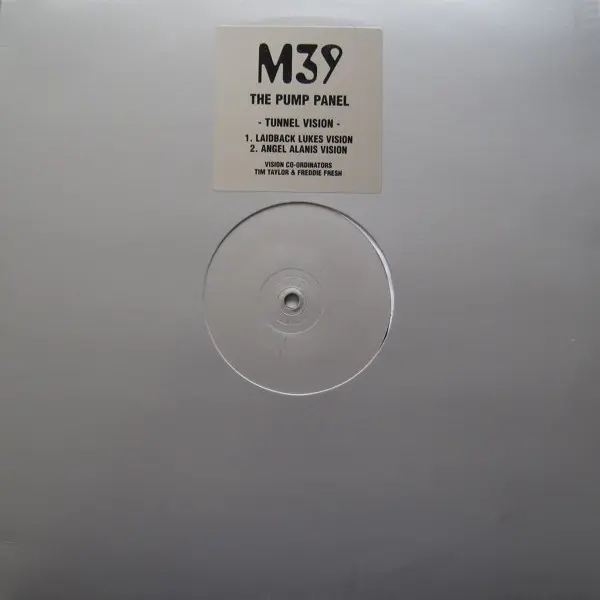 M39
THE PUMP PANEL
- TUNNEL VISION -
1. LAIDBACK LUKES VISION
2. ANGEL ALANIS VISION
VISION CO-ORDINATORS
TIM TAYLOR & FREDDIE FRESH